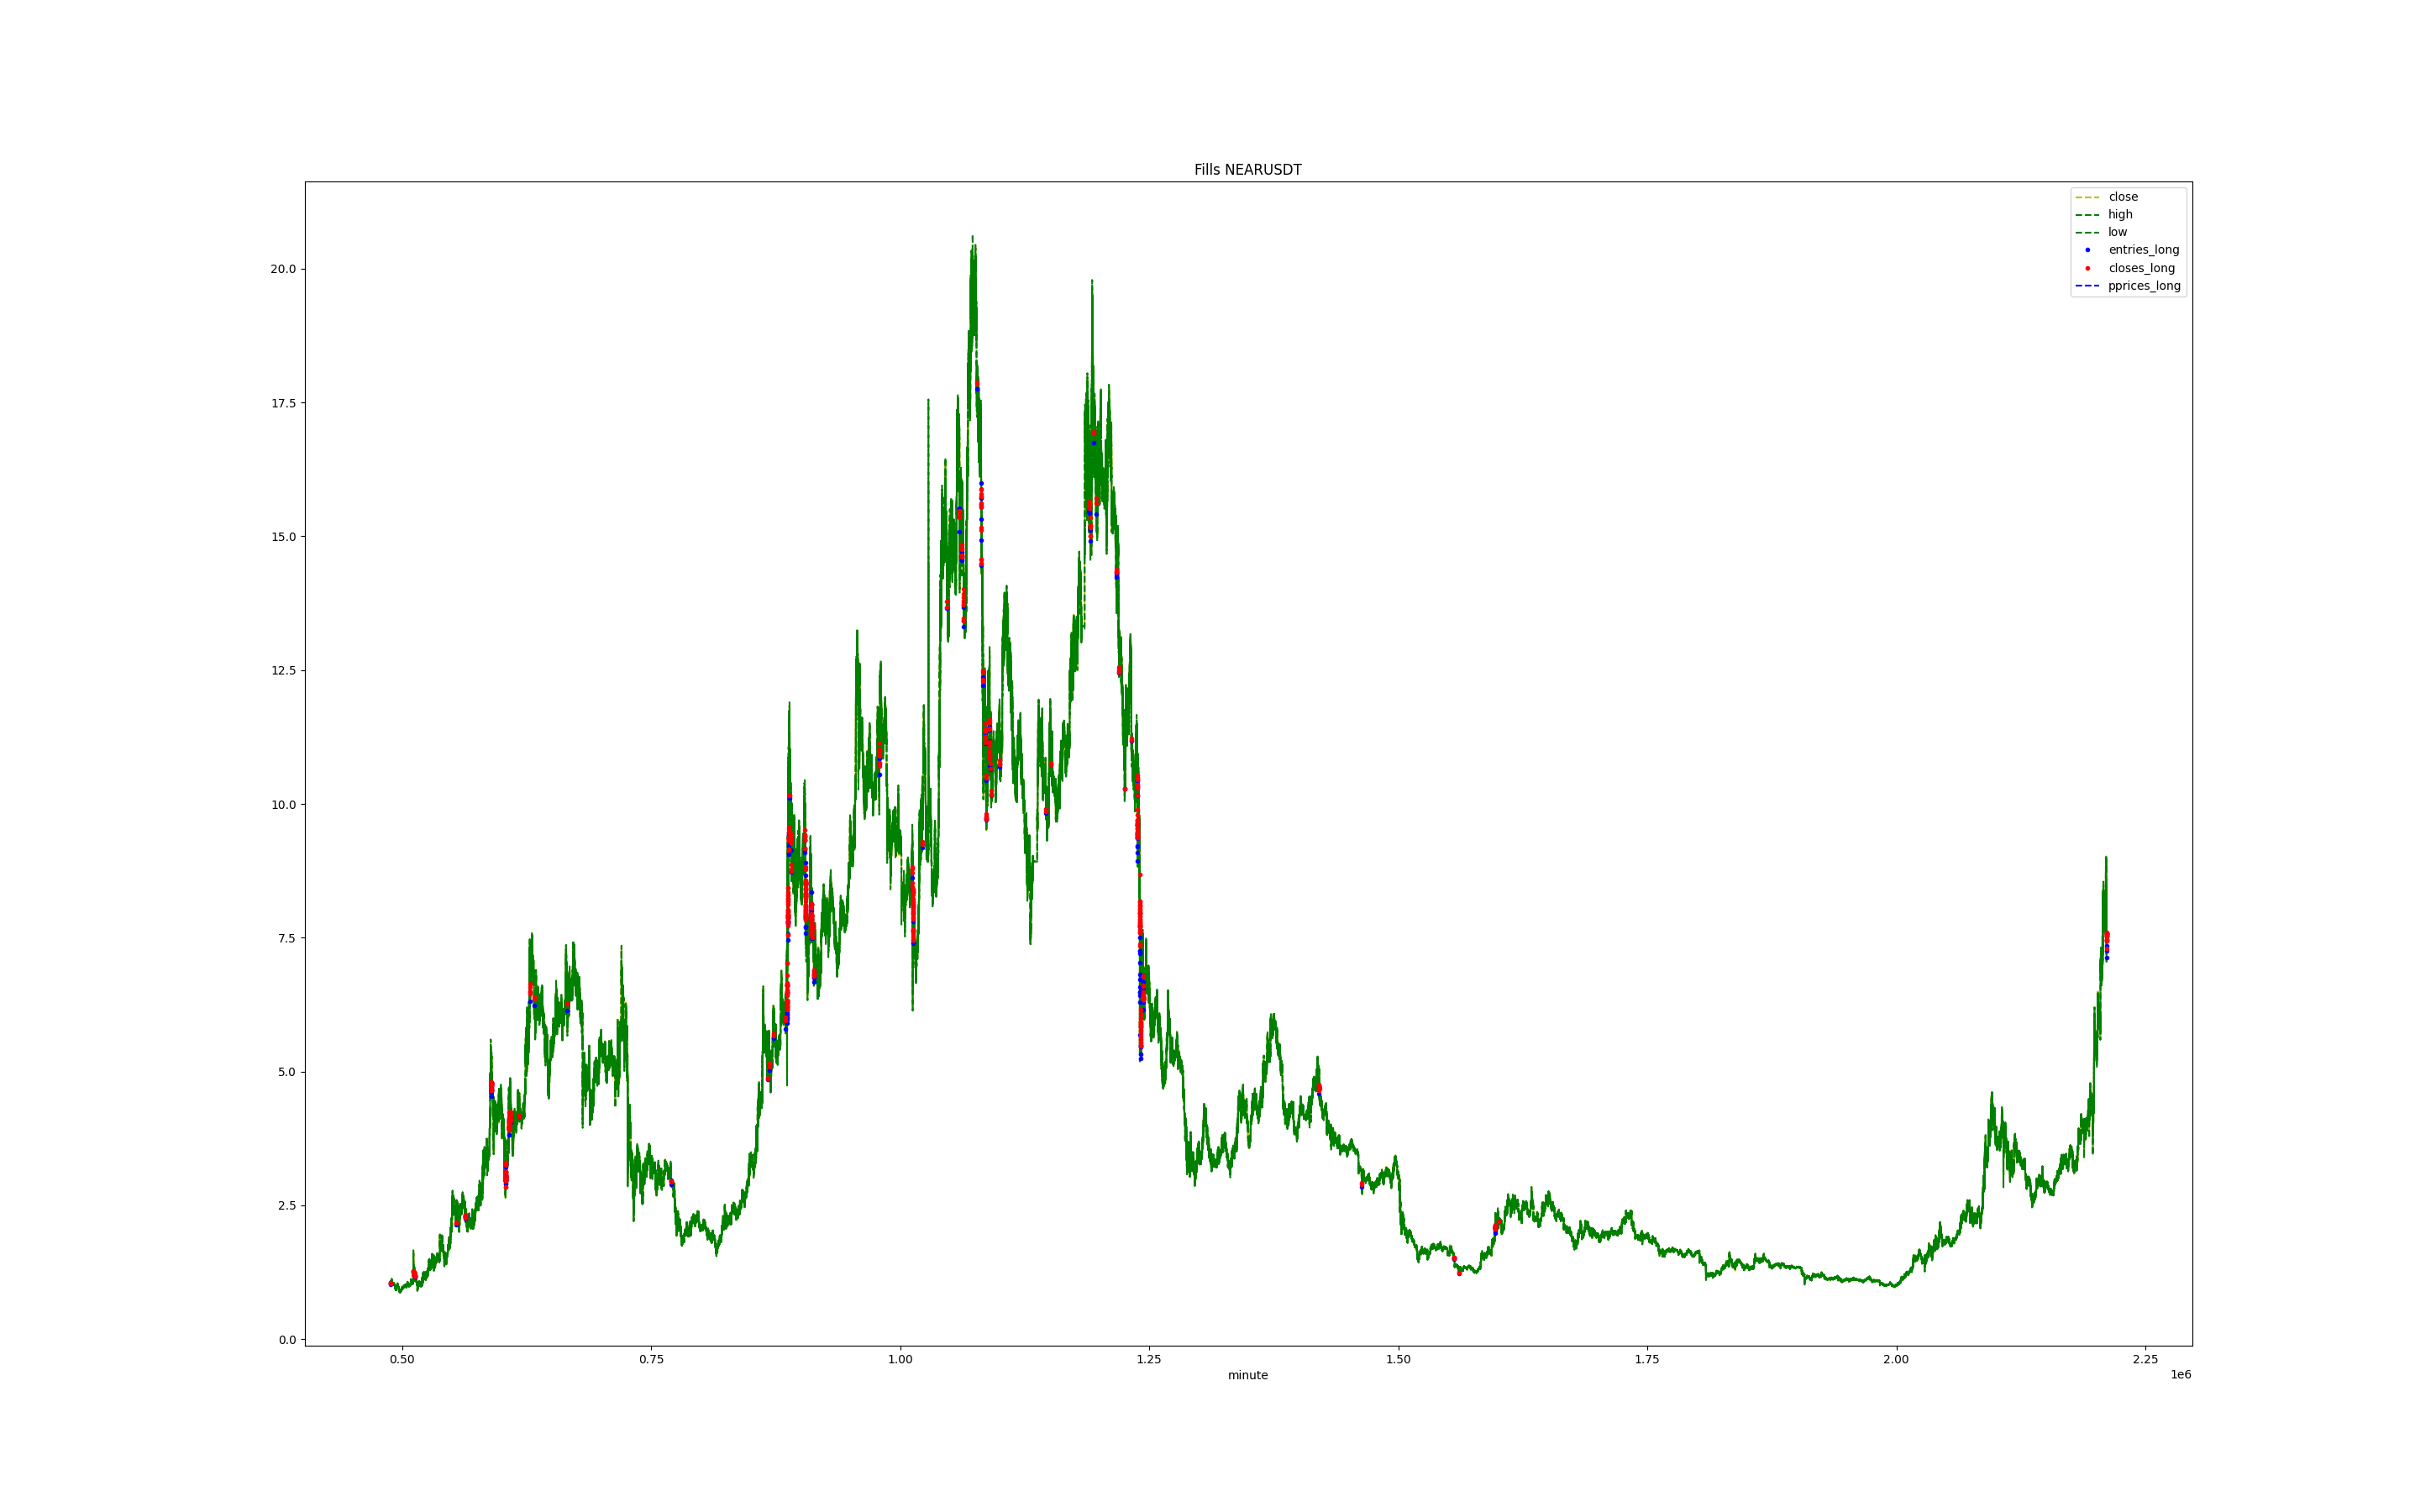 Fills NEARUSDT
close
high
low
entries_long
closes_long
pprices_long
20.0
17.5
15.0
12.5
10.0
7.5
5.0
2.5
0.0
0.50 0.75 1.00 1.25 1.50 1.75 2.00 2.25
minute
1e6